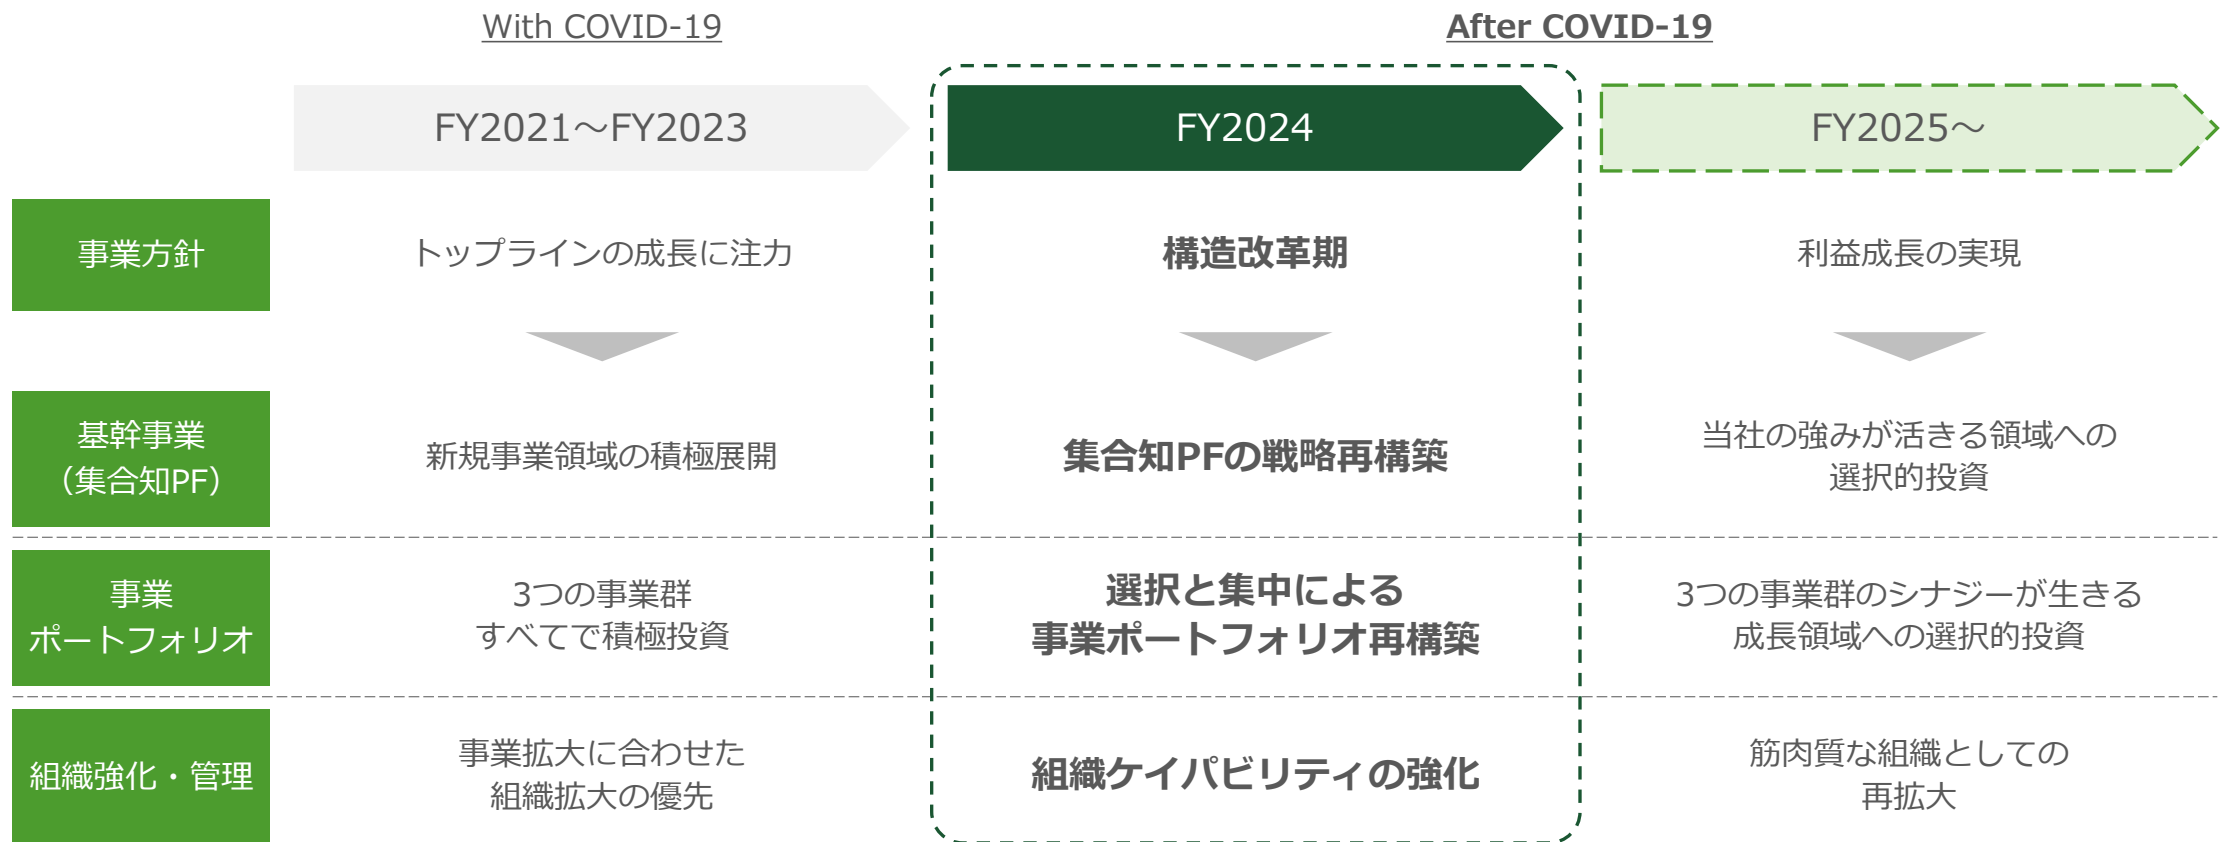 With COVID-19
After COVID-19
FY2021～FY2023
FY2024
FY2025～
事業方針
トップラインの成長に注力
構造改革期
利益成長の実現
基幹事業
（集合知PF）
新規事業領域の積極展開
集合知PFの戦略再構築
当社の強みが活きる領域への
選択的投資
事業
ポートフォリオ
3つの事業群
すべてで積極投資
選択と集中による
事業ポートフォリオ再構築
3つの事業群のシナジーが生きる
成長領域への選択的投資
組織強化・管理
事業拡大に合わせた
組織拡大の優先
組織ケイパビリティの強化
筋肉質な組織としての
再拡大